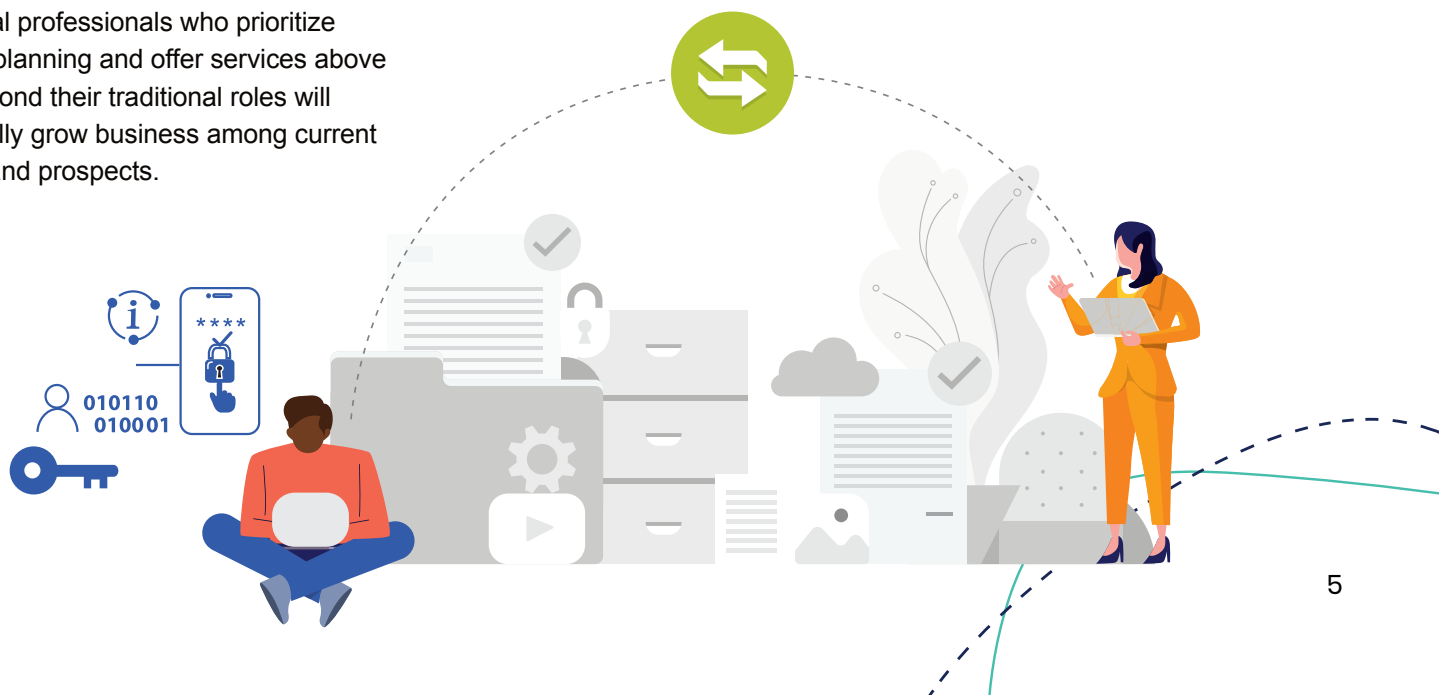 al professionals who prioritize
planning and offer services above
ond their traditional roles will
lly grow business among current
nd prospects.
i
****
010110
010001
5